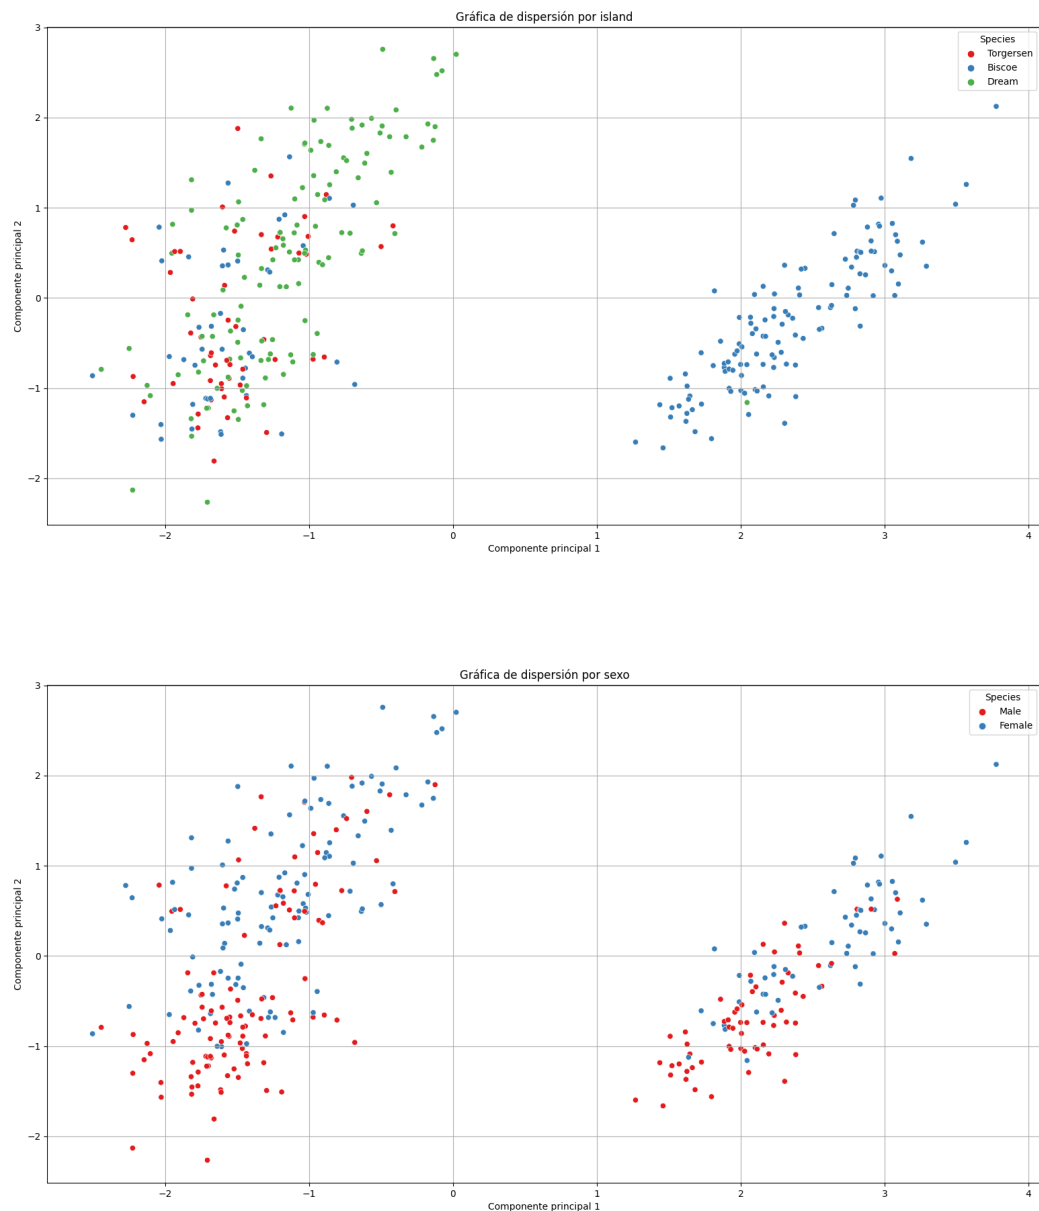 Gráfica de dispersión por island
3
Species
Torgersen
Biscoe
Dream
2
1
0
−1
−2
Componente principal 2
−2
−1
0
1
2
3
4
Componente principal 1
Gráfica de dispersión por sexo
3
Species
Male
Female
2
1
0
−1
−2
Componente principal 2
−2
−1
0
1
2
3
4
Componente principal 1